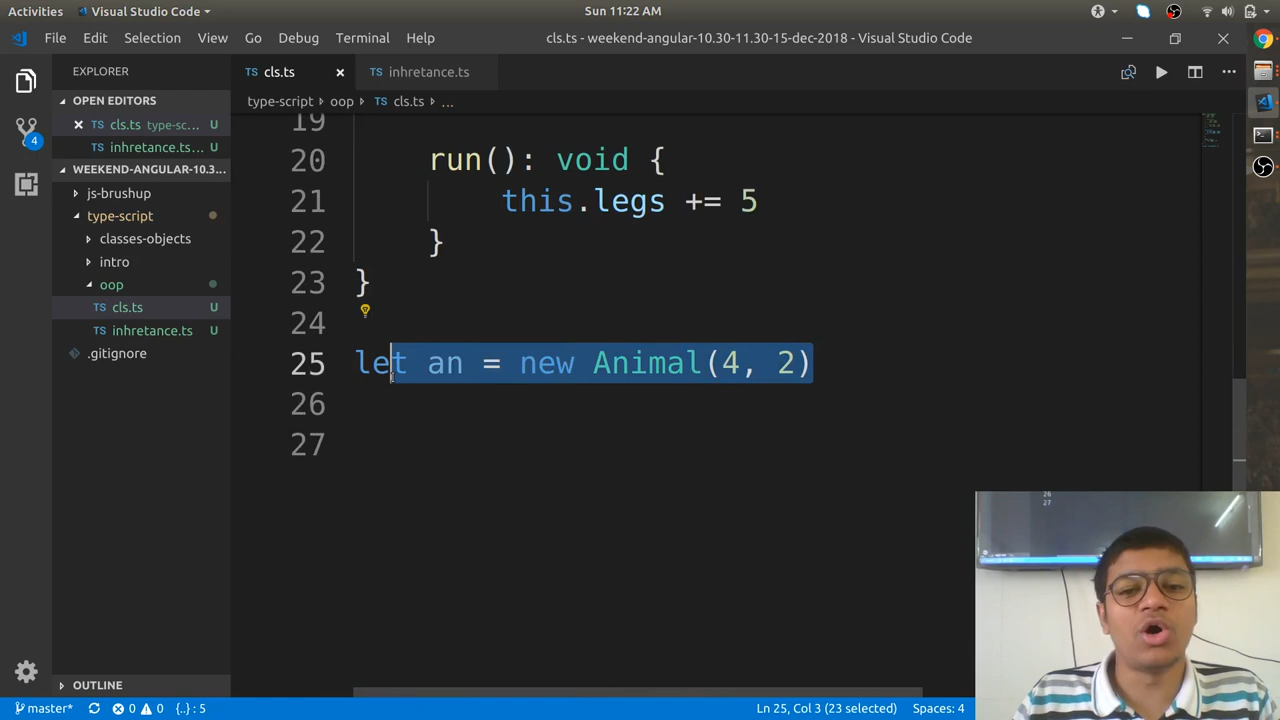 Activities Visual Studio Code Sun 11:22 AM
File Edit Selection View Go Debug Terminal Help cls.ts - weekend-angular-10.30-11.30-15-dec-2018 - Visual Studio Code
EXPLORER
OPEN EDITORS
cls.ts type-sc... U
inhretance.ts... U
WEEKEND-ANGULAR-10.3...
js-brushup
type-script
classes-objects
intro
oop
TS cls.ts U
TS inhretance.ts U
.gitignore
OUTLINE
4
TS cls.ts TS inhretance.ts
type-script › oop › TS cls.ts › ...
19
20 run(): void {
21 this.legs += 5
22 }
23 }
24
25 let an = new Animal(4, 2)
26
27
26
27
master* 0 0 {..} : 5 Ln 25, Col 3 (23 selected) Spaces: 4